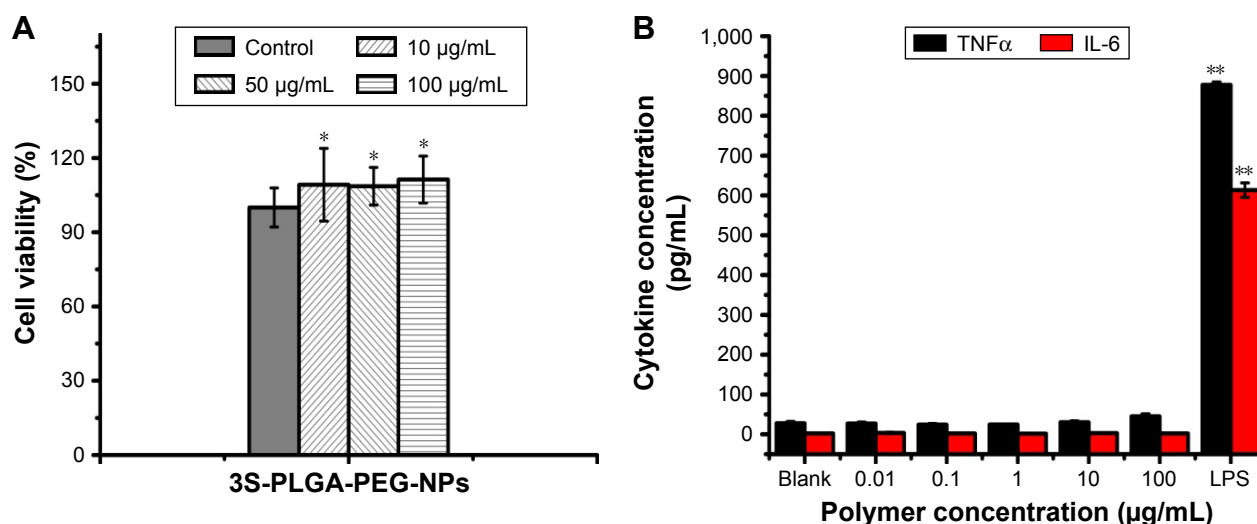 A
Control
10 µg/mL
50 µg/mL
100 µg/mL
Cell viability (%)
150
120
90
60
30
0
*
*
*
3S-PLGA-PEG-NPs
B
TNFα
IL-6
Cytokine concentration
(pg/mL)
1,000
900
800
700
600
500
400
300
200
100
0
**
**
Blank
0.01
0.1
1
10
100
LPS
Polymer concentration (µg/mL)